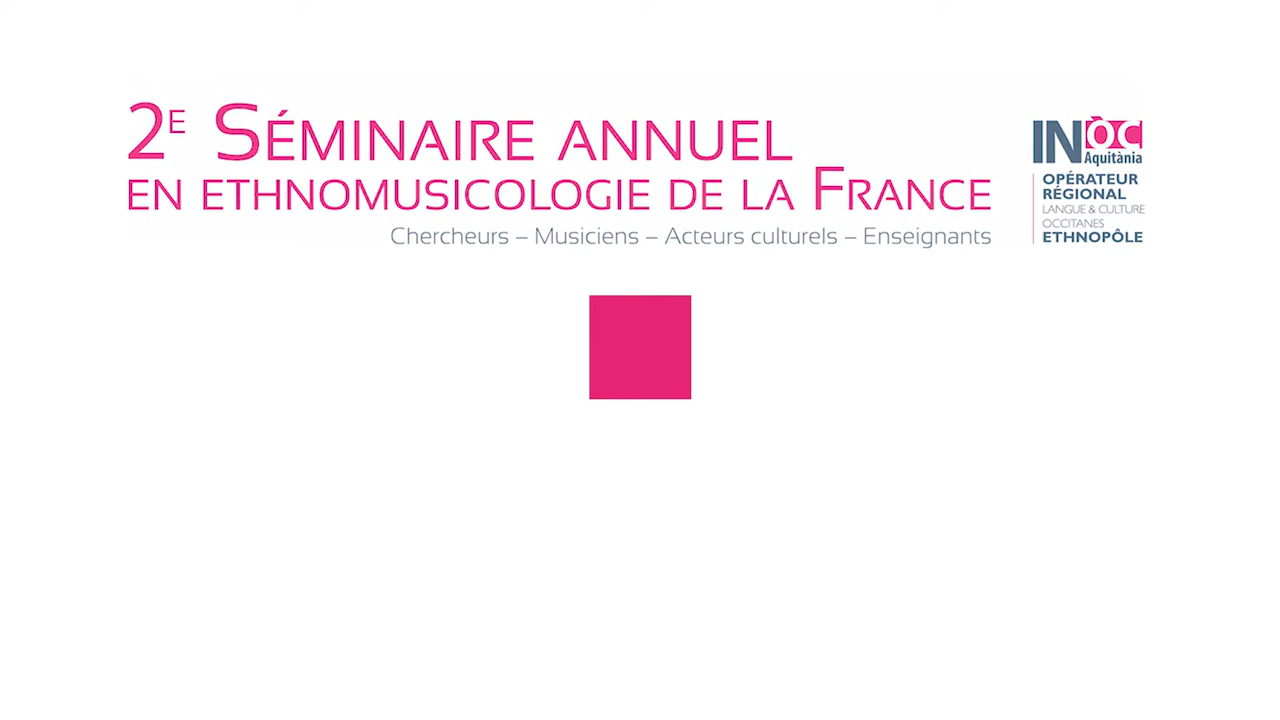 2E SÉMINAIRE ANNUEL
EN ETHNOMUSICOLOGIE DE LA FRANCE
Chercheurs – Musiciens – Acteurs culturels – Enseignants
INÒC
Aquitània
OPÉRATEUR
RÉGIONAL
LANGUE & CULTURE
OCCITANES
ETHNOPÔLE